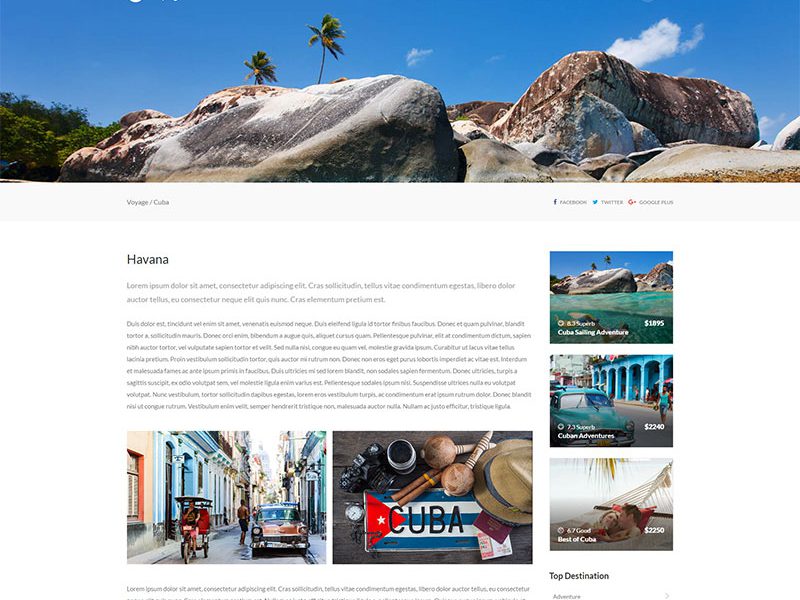 Voyage / Cuba
FACEBOOK TWITTER GOOGLE PLUS
Havana
Lorem ipsum dolor sit amet, consectetur adipiscing elit. Cras sollicitudin, tellus vitae condimentum egestas, libero dolor
auctor tellus, eu consectetur neque elit quis nunc. Cras elementum pretium est.
Duis dolor est, tincidunt vel enim sit amet, venenatis euismod neque. Duis eleifend ligula id tortor finibus faucibus. Donec et quam pulvinar, blandit
tortor a, sollicitudin mauris. Donec orci enim, bibendum a augue quis, aliquet cursus quam. Pellentesque pulvinar, elit at condimentum dictum, sapien
nibh auctor tortor, vel vulputate sapien tortor et velit. Sed nulla nisi, congue eu quam et, molestie gravida ipsum. Curabitur ut lacus vitae tellus
lacinia pretium. Proin vestibulum sollicitudin tortor, quis auctor mi rutrum non. Donec non eros eget purus lobortis imperdiet ac vitae est. Interdum
et malesuada fames ac ante ipsum primis in faucibus. Duis ultricies mi sed lorem blandit, non sodales sapien fermentum. Donec ultricies, turpis a
sagittis suscipit, ex odio volutpat sem, vel molestie ligula enim varius est. Pellentesque sodales ipsum nisi. Suspendisse ultrices nulla eu volutpat
volutpat. Nunc vestibulum, tortor sollicitudin dapibus egestas, lorem eros vestibulum turpis, ac condimentum erat ipsum rutrum dolor. Donec blandit
nisi ut congue rutrum. Vestibulum enim velit, semper hendrerit tristique non, malesuada auctor nulla. Nullam ac justo efficitur, tristique ligula.
CUBA
8.3 Superb
Cuba Sailing Adventure $1895
7.3 Superb
Cuban Adventures $2240
6.7 Good
Best of Cuba $2250
Top Destination
Adventure
Lorem ipsum dolor sit amet, consectetur adipiscing elit. Cras sollicitudin, tellus vitae condimentum egestas, libero dolor